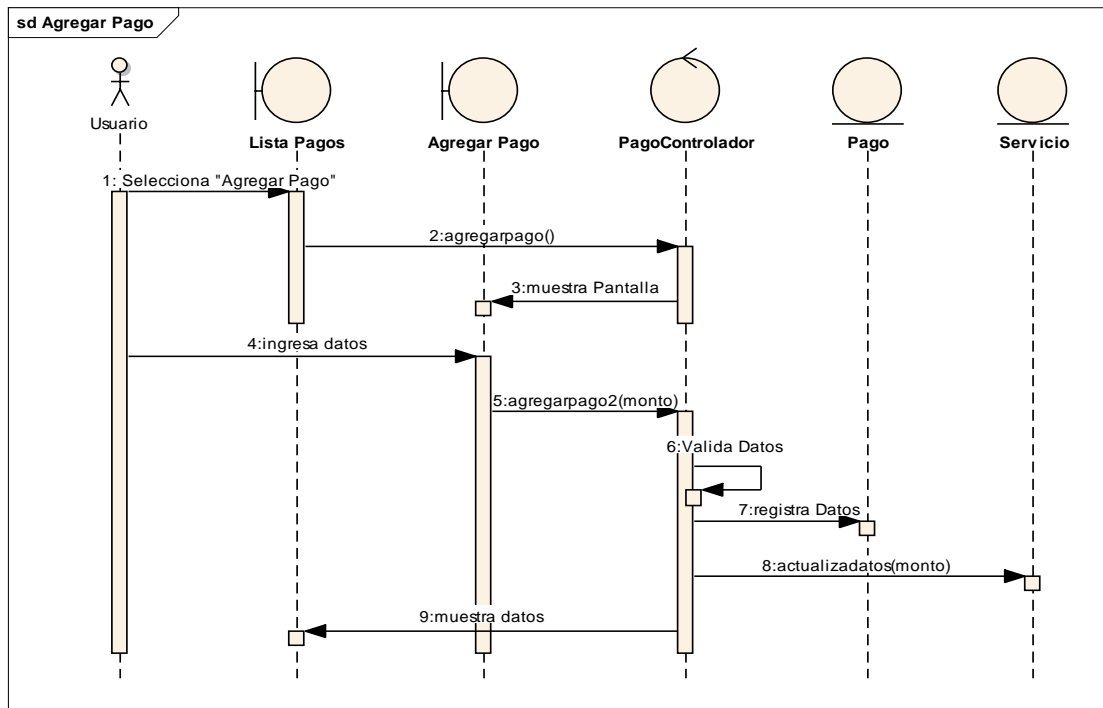 sd Agregar Pago
Usuario
Lista Pagos
Agregar Pago
PagoControlador
Pago
Servicio
1: Selecciona "Agregar Pago"
2:agregarpago()
3:muestra Pantalla
4:ingresa datos
5:agregarpago2(monto)
6:Valida Datos
7:registra Datos
8:actualizadatos(monto)
9:muestra datos